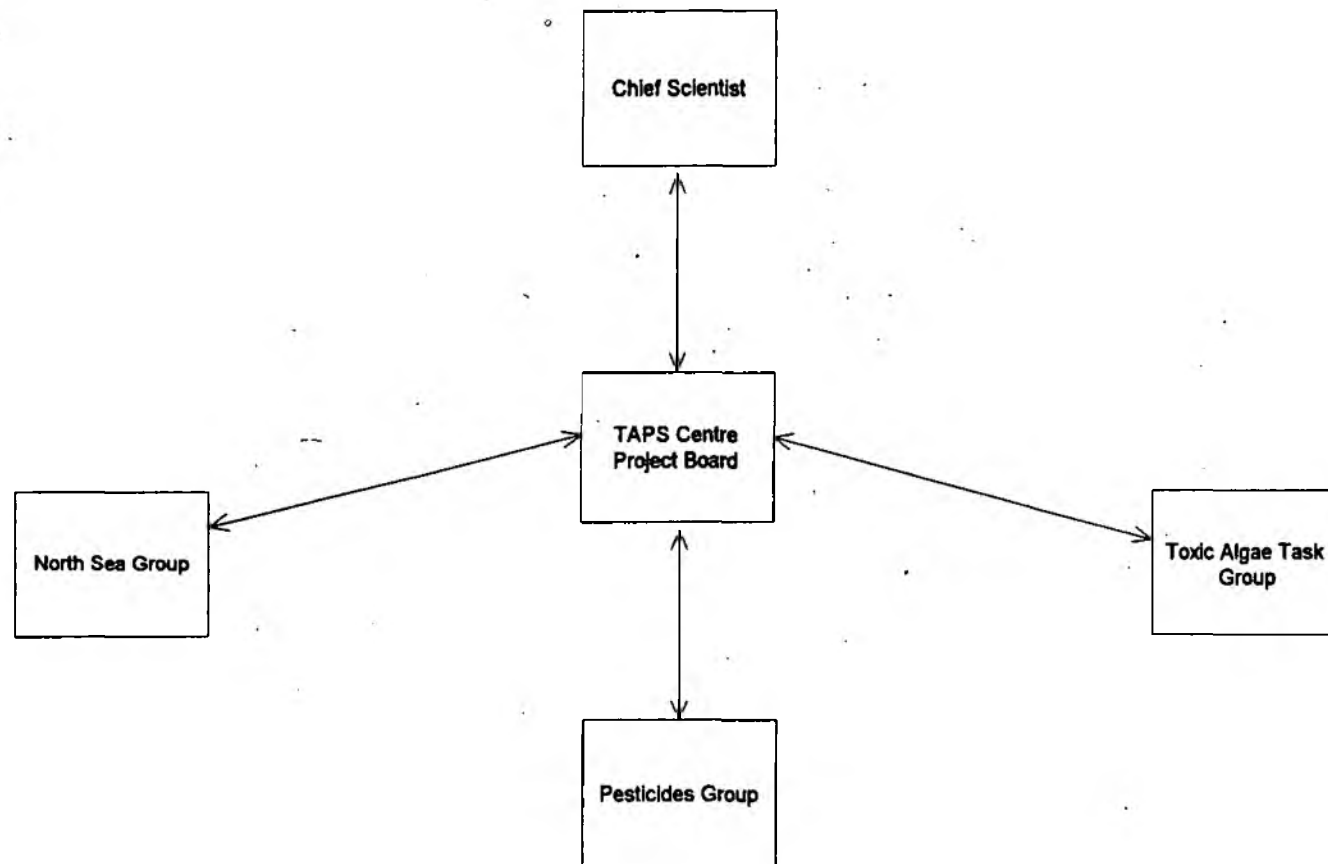 Chief Scientist
TAPS Centre
Project Board
North Sea Group
Toxic Algae Task
Group
Pesticides Group